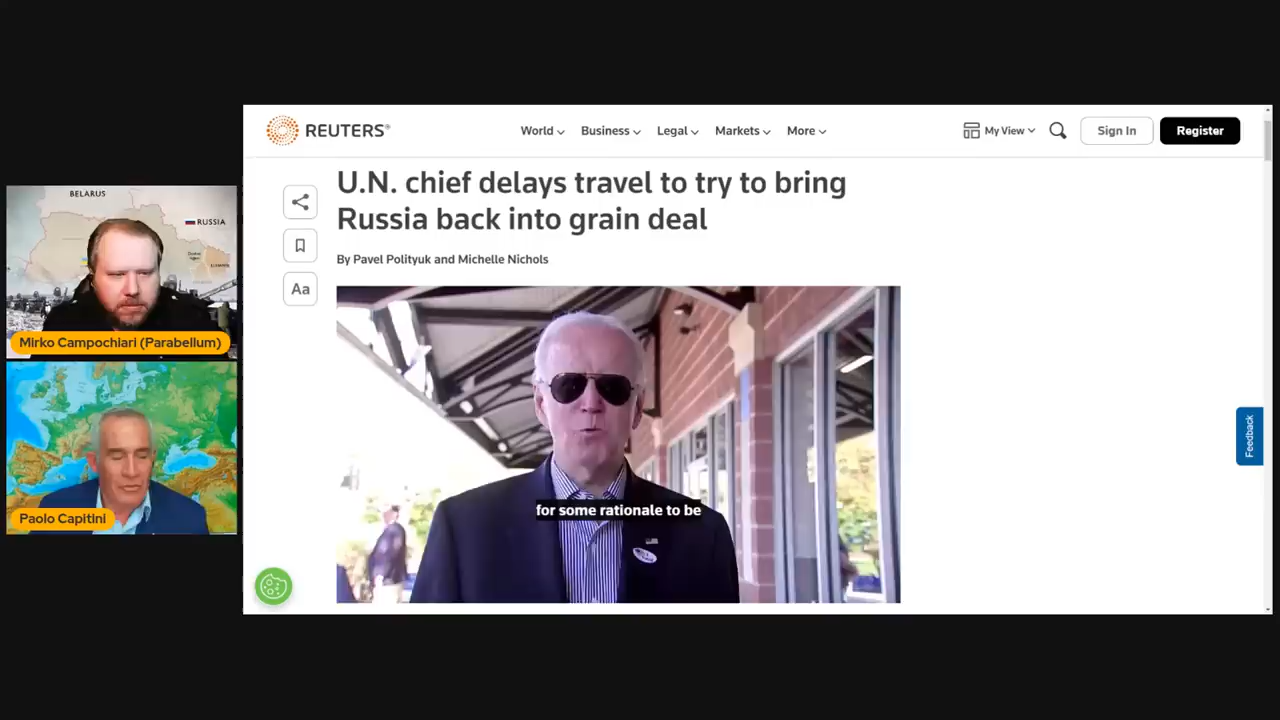 REUTERS®
World
Business
Legal
Markets
More
My View
Sign In
Register
U.N. chief delays travel to try to bring
Russia back into grain deal
By Pavel Polityuk and Michelle Nichols
Aa
for some rationale to be
Feedback
BELARUS
RUSSIA
Mirko Campochiari (Parabellum)
Paolo Capitini